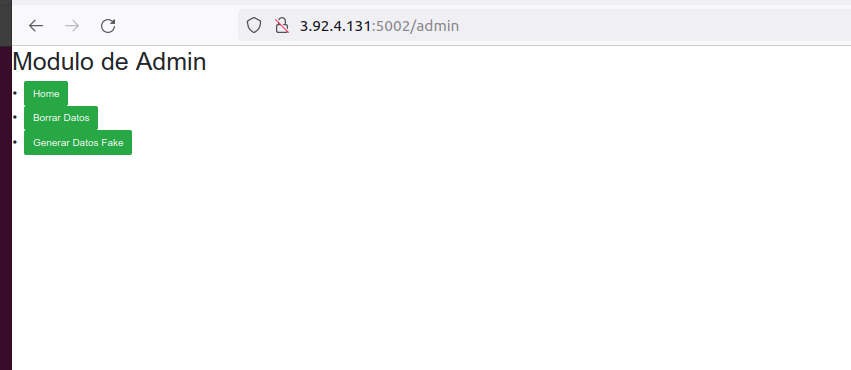 3.92.4.131:5002/admin
Modulo de Admin
Home
Borrar Datos
Generar Datos Fake